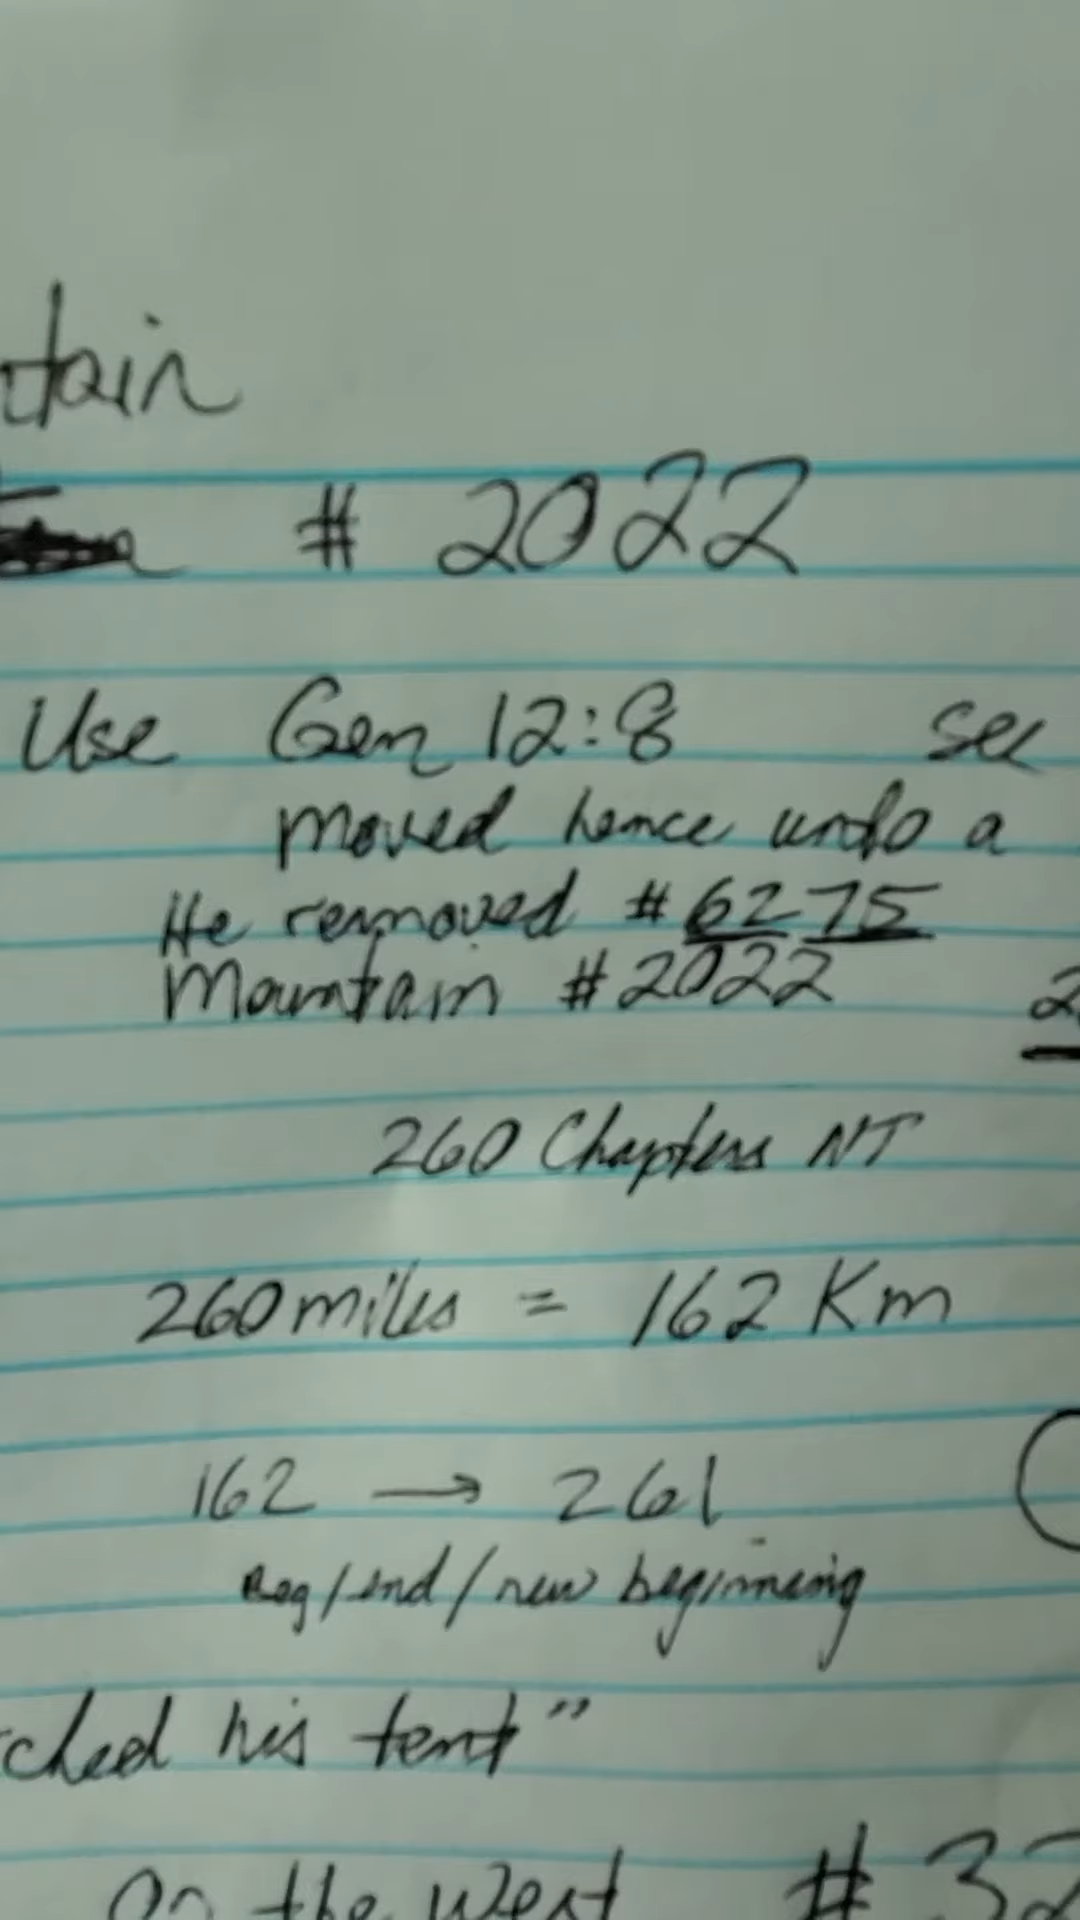 tain
# 2022
Use Gen 12:8 see
moved hence unto a
He removed # 6275
Mountain # 2022
260 Chapters NT
260 miles = 162 Km
162 → 261
Beg/End/new beginning
ched his tent"
on the west # 32